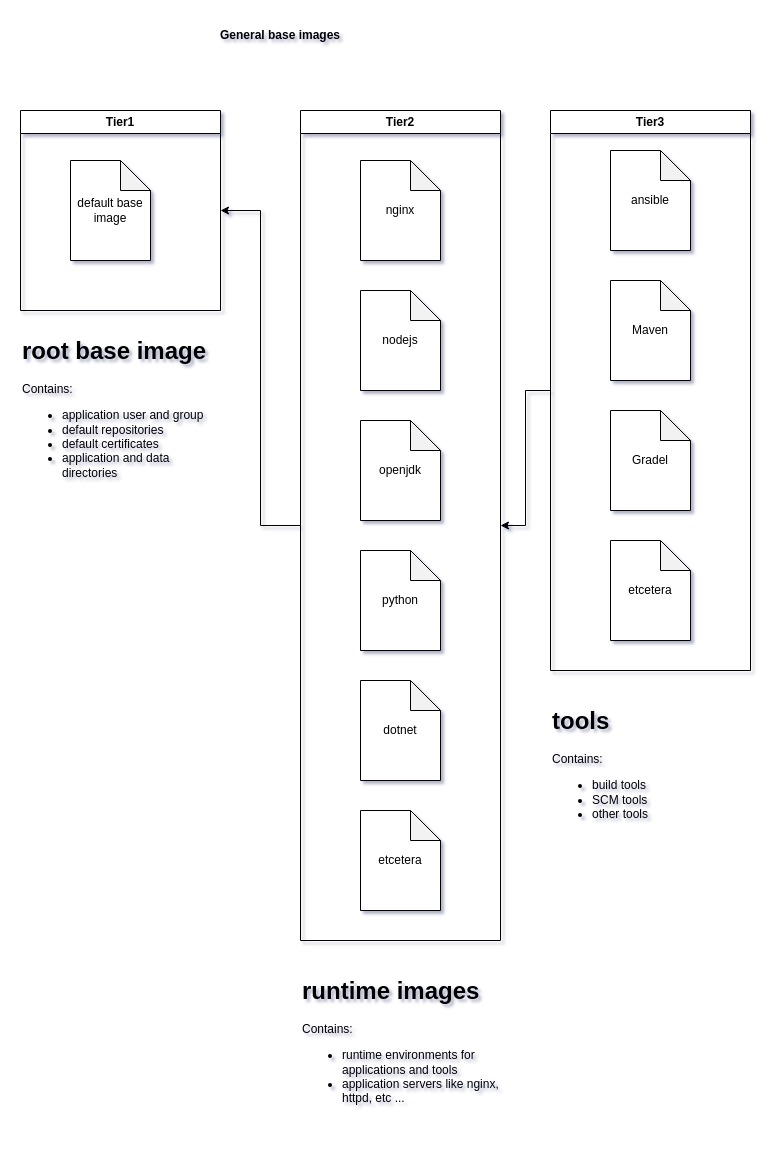 General base images
Tier1
default base
image
root base image
Contains:
application user and group
default repositories
default certificates
application and data
directories
Tier2
nginx
nodejs
openjdk
python
dotnet
etcetera
runtime images
Contains:
runtime environments for
applications and tools
application servers like nginx,
httpd, etc ...
Tier3
ansible
Maven
Gradel
etcetera
tools
Contains:
build tools
SCM tools
other tools